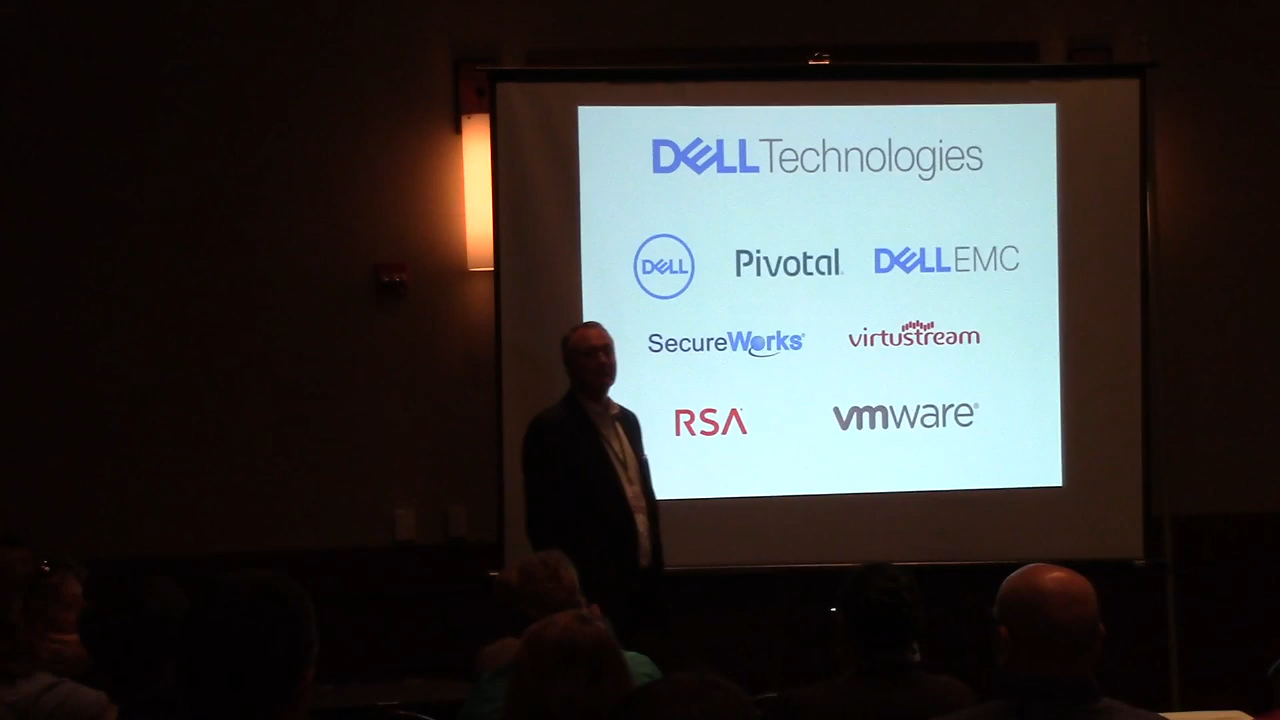 DELL Technologies
DELL Pivotal DELL EMC
SecureWorks virtustream
RSA vmware